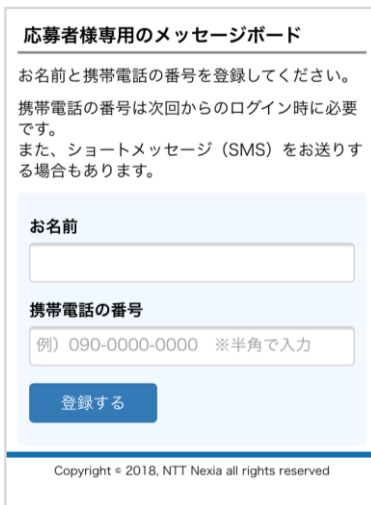 応募者様専用のメッセージボード
お名前と携帯電話の番号を登録してください。
携帯電話の番号は次回からのログイン時に必要
です。
また、ショートメッセージ（SMS）をお送りす
る場合もあります。
お名前
携帯電話の番号
例）090-0000-0000　※半角で入力
登録する
Copyright © 2018, NTT Nexia all rights reserved